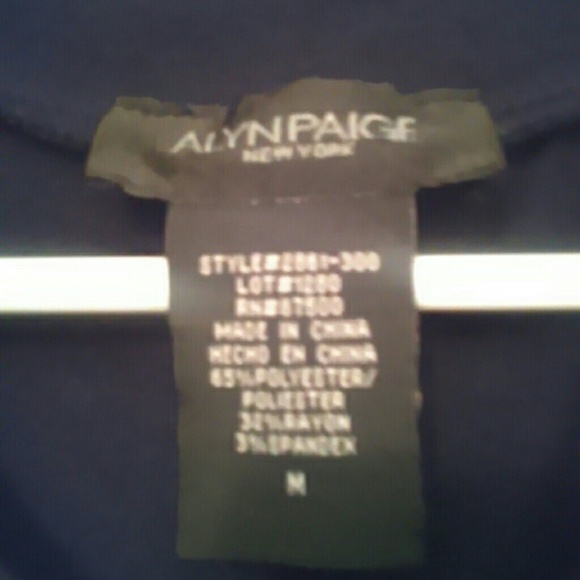 ALYN PAIGE
NEW YORK
STYLE#2861-300
LOT#1280
RN#67500
MADE IN CHINA
HECHO EN CHINA
65%POLYESTER/
POLIESTER
32%RAYON
3%SPANDEX
M